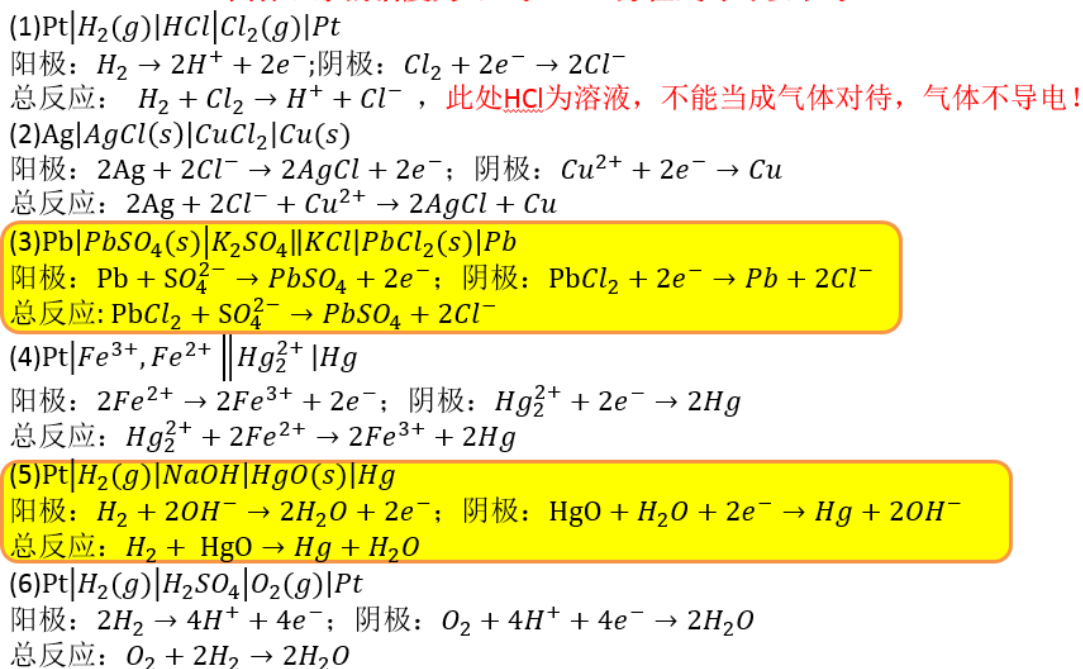 (1)Pt|H₂(g)|HCl|Cl₂(g)|Pt
阳极：H₂ → 2H⁺ + 2e⁻;阴极：Cl₂ + 2e⁻ → 2Cl⁻
总反应： H₂ + Cl₂ → H⁺ + Cl⁻ ，此处HCl为溶液，不能当成气体对待，气体不导电！
(2)Ag|AgCl(s)|CuCl₂|Cu(s)
阳极：2Ag + 2Cl⁻ → 2AgCl + 2e⁻；阴极：Cu²⁺ + 2e⁻ → Cu
总反应：2Ag + 2Cl⁻ + Cu²⁺ → 2AgCl + Cu
(3)Pb|PbSO₄(s)|K₂SO₄‖KCl|PbCl₂(s)|Pb
阳极：Pb + SO₄²⁻ → PbSO₄ + 2e⁻；阴极：PbCl₂ + 2e⁻ → Pb + 2Cl⁻
总反应: PbCl₂ + SO₄²⁻ → PbSO₄ + 2Cl⁻
(4)Pt|Fe³⁺, Fe²⁺ ‖Hg₂²⁺ |Hg
阳极：2Fe²⁺ → 2Fe³⁺ + 2e⁻；阴极：Hg₂²⁺ + 2e⁻ → 2Hg
总反应：Hg₂²⁺ + 2Fe²⁺ → 2Fe³⁺ + 2Hg
(5)Pt|H₂(g)|NaOH|HgO(s)|Hg
阳极：H₂ + 2OH⁻ → 2H₂O + 2e⁻；阴极：HgO + H₂O + 2e⁻ → Hg + 2OH⁻
总反应：H₂ + HgO → Hg + H₂O
(6)Pt|H₂(g)|H₂SO₄|O₂(g)|Pt
阳极：2H₂ → 4H⁺ + 4e⁻；阴极：O₂ + 4H⁺ + 4e⁻ → 2H₂O
总反应：O₂ + 2H₂ → 2H₂O